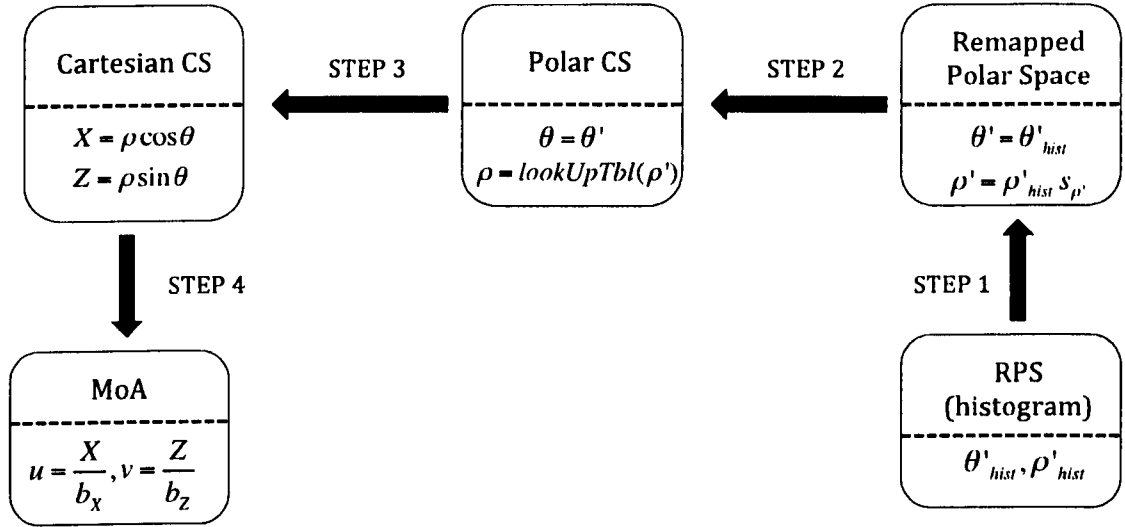 Cartesian CS
X = ρcosθ
Z = ρsinθ
STEP 3
Polar CS
θ = θ'
ρ = lookUpTbl(ρ')
STEP 2
Remapped
Polar Space
θ' = θ'hist
ρ' = ρ'hist sρ'
STEP 4
STEP 1
MoA
u = X/bX, v = Z/bZ
RPS
(histogram)
θ'hist, ρ'hist